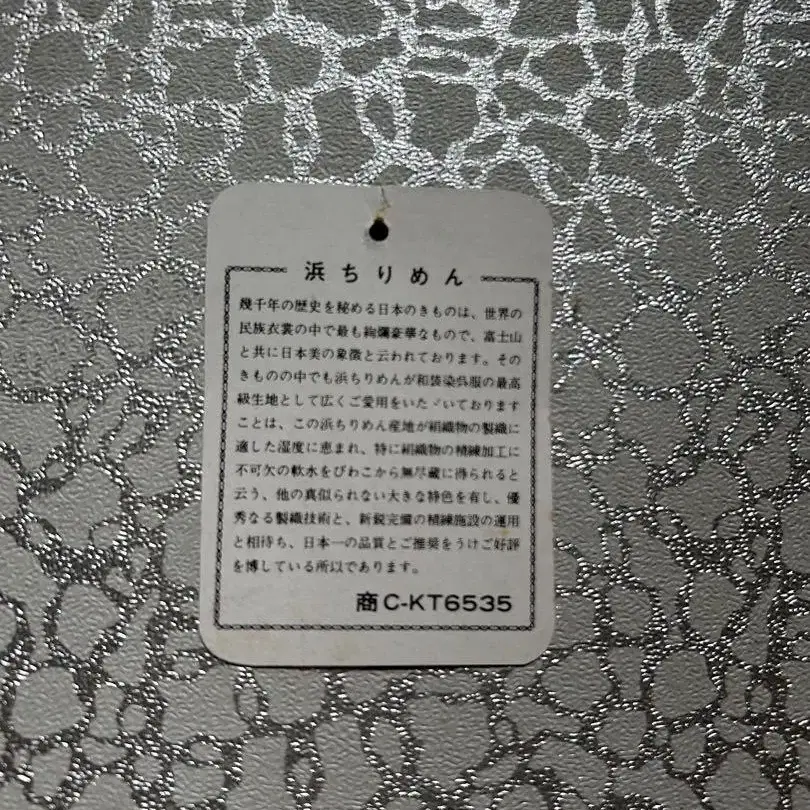 浜ちりめん
幾千年の歴史を秘める日本のきものは、世界の
民族衣裳の中で最も絢爛豪華なもので、富士山
と共に日本美の象徴と云われております。その
きものの中でも浜ちりめんが和装染呉服の最高
級生地として広くご愛用をいたゞいております
ことは、この浜ちりめん産地が絹織物の製織に
適した湿度に恵まれ、特に絹織物の精練加工に
不可欠の軟水をびわこから無尽蔵に得られると
云う、他の真似られない大きな特色を有し、優
秀なる製織技術と、新鋭完備の精練施設の運用
と相待ち、日本一の品質とご推奨をうけご好評
を博している所以であります。
商C-KT6535